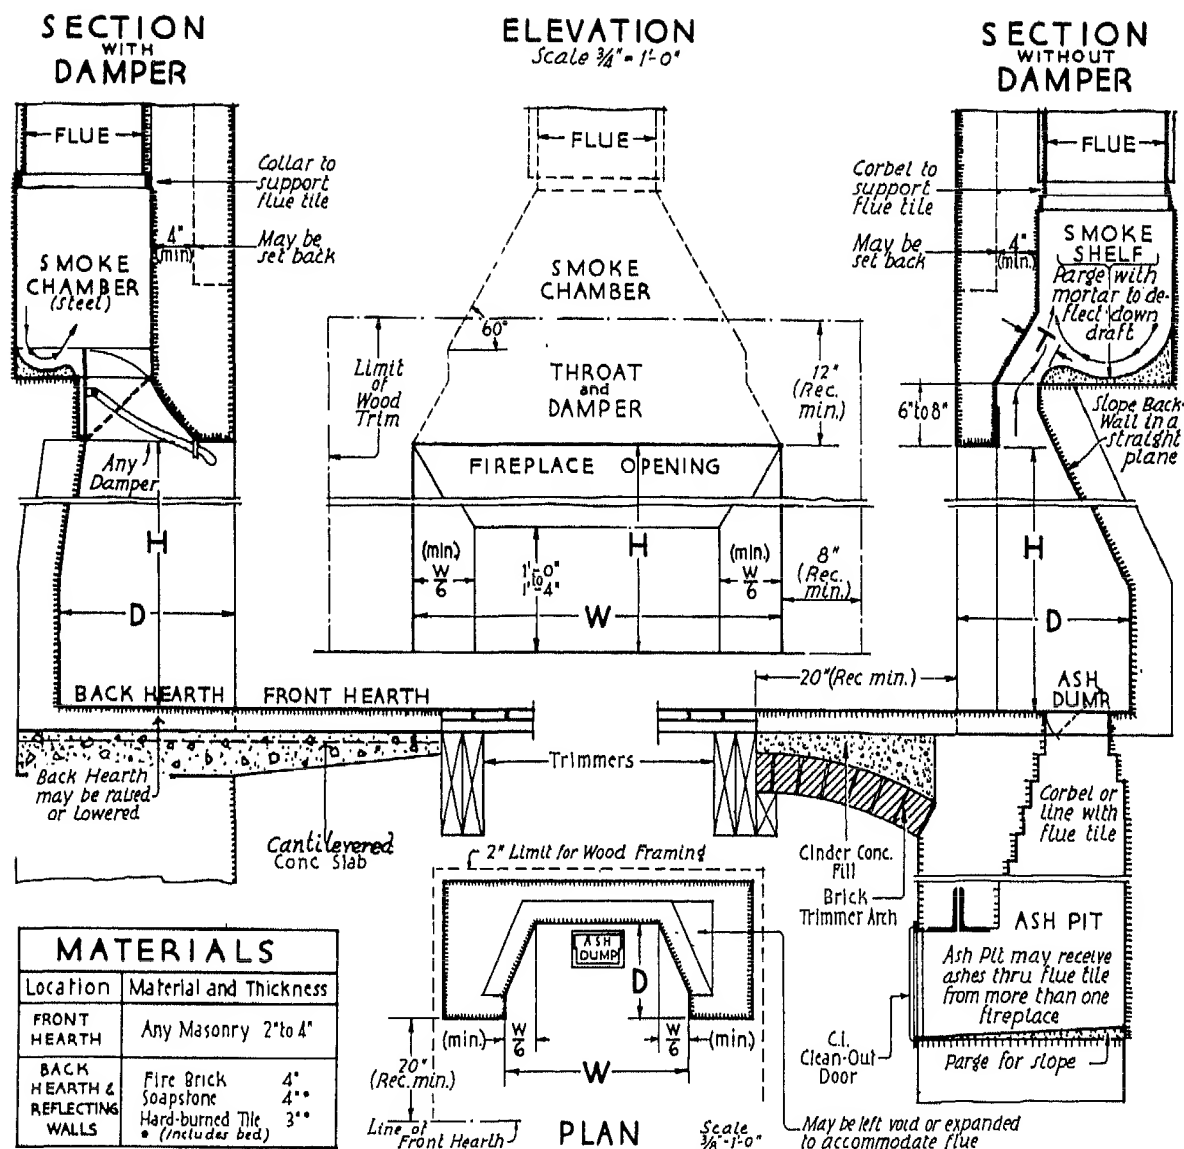 SECTION
WITH
DAMPER
FLUE
Collar to
support
flue tile
4"
(min)
May be
set back
SMOKE
CHAMBER
(Steel)
Any
Damper
H
D
BACK HEARTH
FRONT HEARTH
Back Hearth
may be raised
or Lowered
Cantilevered
Conc Slab
ELEVATION
Scale 3/4" = 1'-0"
FLUE
SMOKE
CHAMBER
60°
Limit
of
Wood
Trim
THROAT
and
DAMPER
12"
(Rec.
min.)
FIREPLACE OPENING
(min.)
W/6
1'-0"
to
1'-4"
H
(min.)
W/6
8"
(Rec.
min.)
W
Trimmers
SECTION
WITHOUT
DAMPER
FLUE
Corbel to
support
flue tile
May be
set back
4"
(min.)
SMOKE
SHELF
Parge with
mortar to de-
flect down
draft
T
6" to 8"
Slope Back-
Wall in a
straight
plane
H
D
20" (Rec min.)
ASH
DUMP
Corbel or
line with
flue tile
Cinder Conc.
Fill
Brick
Trimmer Arch
ASH PIT
Ash Pit may receive
ashes thru flue tile
from more than one
fireplace
C.I.
Clean-Out
Door
Parge for slope
2" Limit for Wood Framing
ASH
DUMP
D
(min.)
W/6
W/6
(min.)
W
20"
(Rec. min.)
Line of
Front Hearth
PLAN
Scale
3/8"-1'-0"
May be left void or expanded
to accommodate flue
MATERIALS
Location Material and Thickness
FRONT
HEARTH
Any Masonry 2" to 4"
BACK
HEARTH &
REFLECTING
WALLS
Fire Brick 4"
Soapstone 4"*
Hard-burned Tile 3"*
* (includes bed)